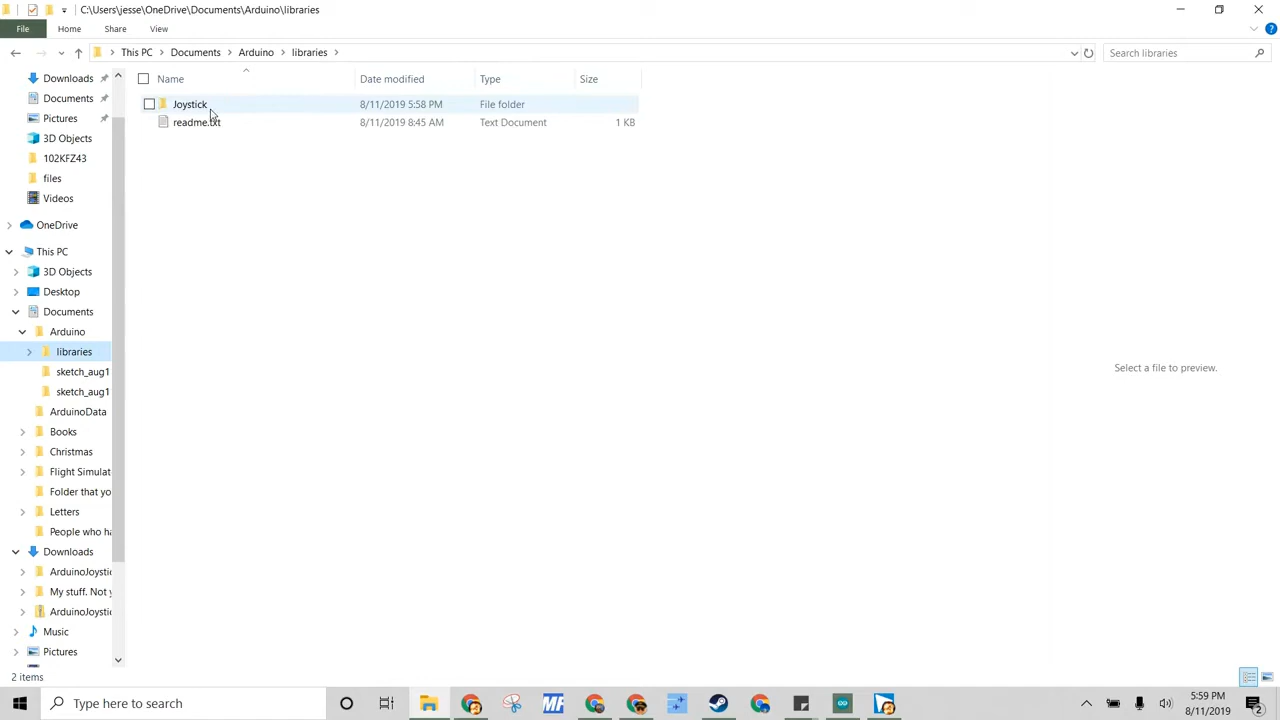 C:\Users\jesse\OneDrive\Documents\Arduino\libraries
File Home Share View
This PC Documents Arduino libraries
Search libraries
Name Date modified Type Size
Joystick 8/11/2019 5:58 PM File folder
readme.txt 8/11/2019 8:45 AM Text Document 1 KB
Downloads
Documents
Pictures
3D Objects
102KFZ43
files
Videos
OneDrive
This PC
3D Objects
Desktop
Documents
Arduino
libraries
sketch_aug1
sketch_aug1
ArduinoData
Books
Christmas
Flight Simulat
Folder that yo
Letters
People who ha
Downloads
ArduinoJoystic
My stuff. Not y
ArduinoJoystic
Music
Pictures
Select a file to preview.
2 items
Type here to search
5:59 PM
8/11/2019
2